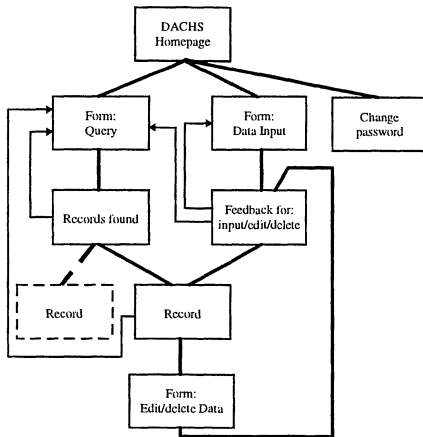 DACHS
Homepage
Form:
Query
Form:
Data Input
Change
password
Records found
Feedback for:
input/edit/delete
Record
Record
Form:
Edit/delete Data